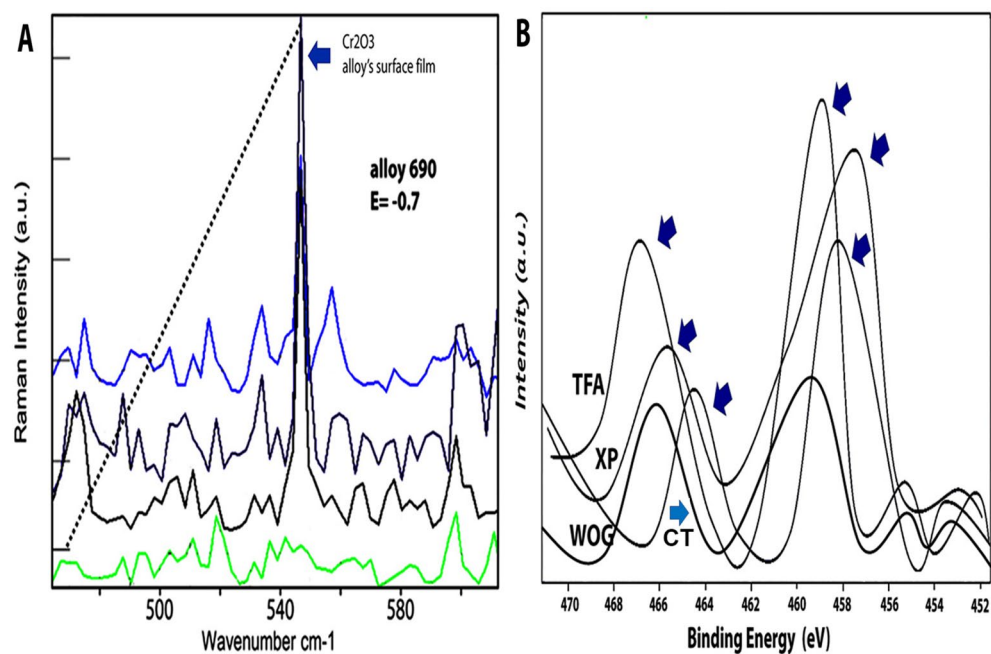 A
Cr2O3
alloy's surface film
alloy 690
E= -0.7
Raman Intensity (a.u.)
500
540
580
Wavenumber cm-1
B
TFA
XP
WOG
CT
Intensity (a.u.)
470 468 466 464 462 460 458 456 454 452
Binding Energy (eV)